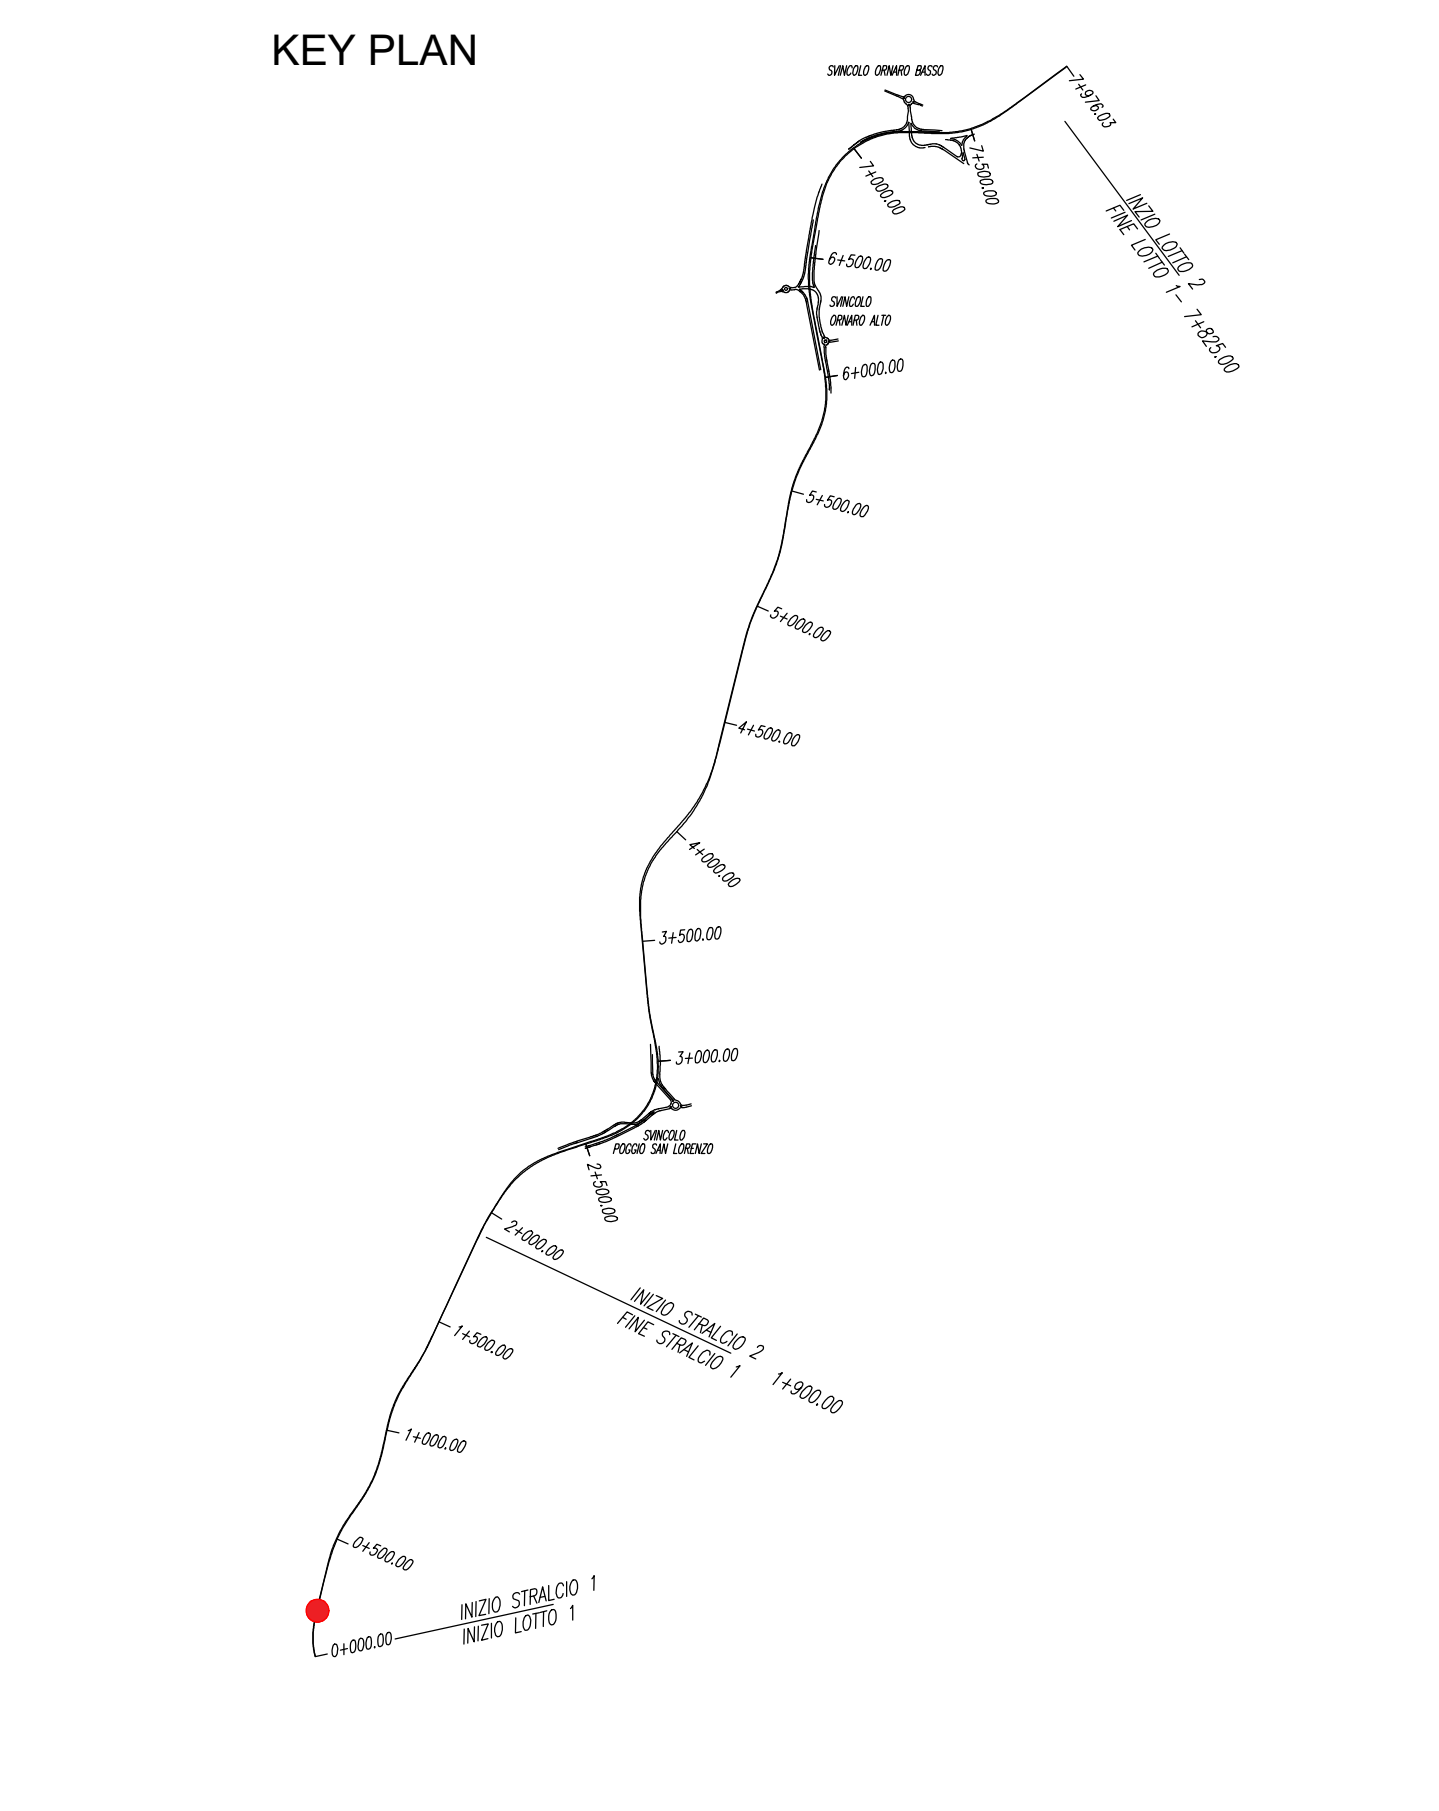 KEY PLAN
SVINCOLO ORNARO BASSO
7+976.03
7+500.00
7+000.00
INZIO LOTTO 2
FINE LOTTO 1- 7+825.00
6+500.00
SVINCOLO
ORNARO ALTO
6+000.00
5+500.00
5+000.00
4+500.00
4+000.00
3+500.00
3+000.00
SVINCOLO
POGGIO SAN LORENZO
2+500.00
2+000.00
INIZIO STRALCIO 2
FINE STRALCIO 1 1+900.00
1+500.00
1+000.00
0+500.00
INIZIO STRALCIO 1
INIZIO LOTTO 1
0+000.00